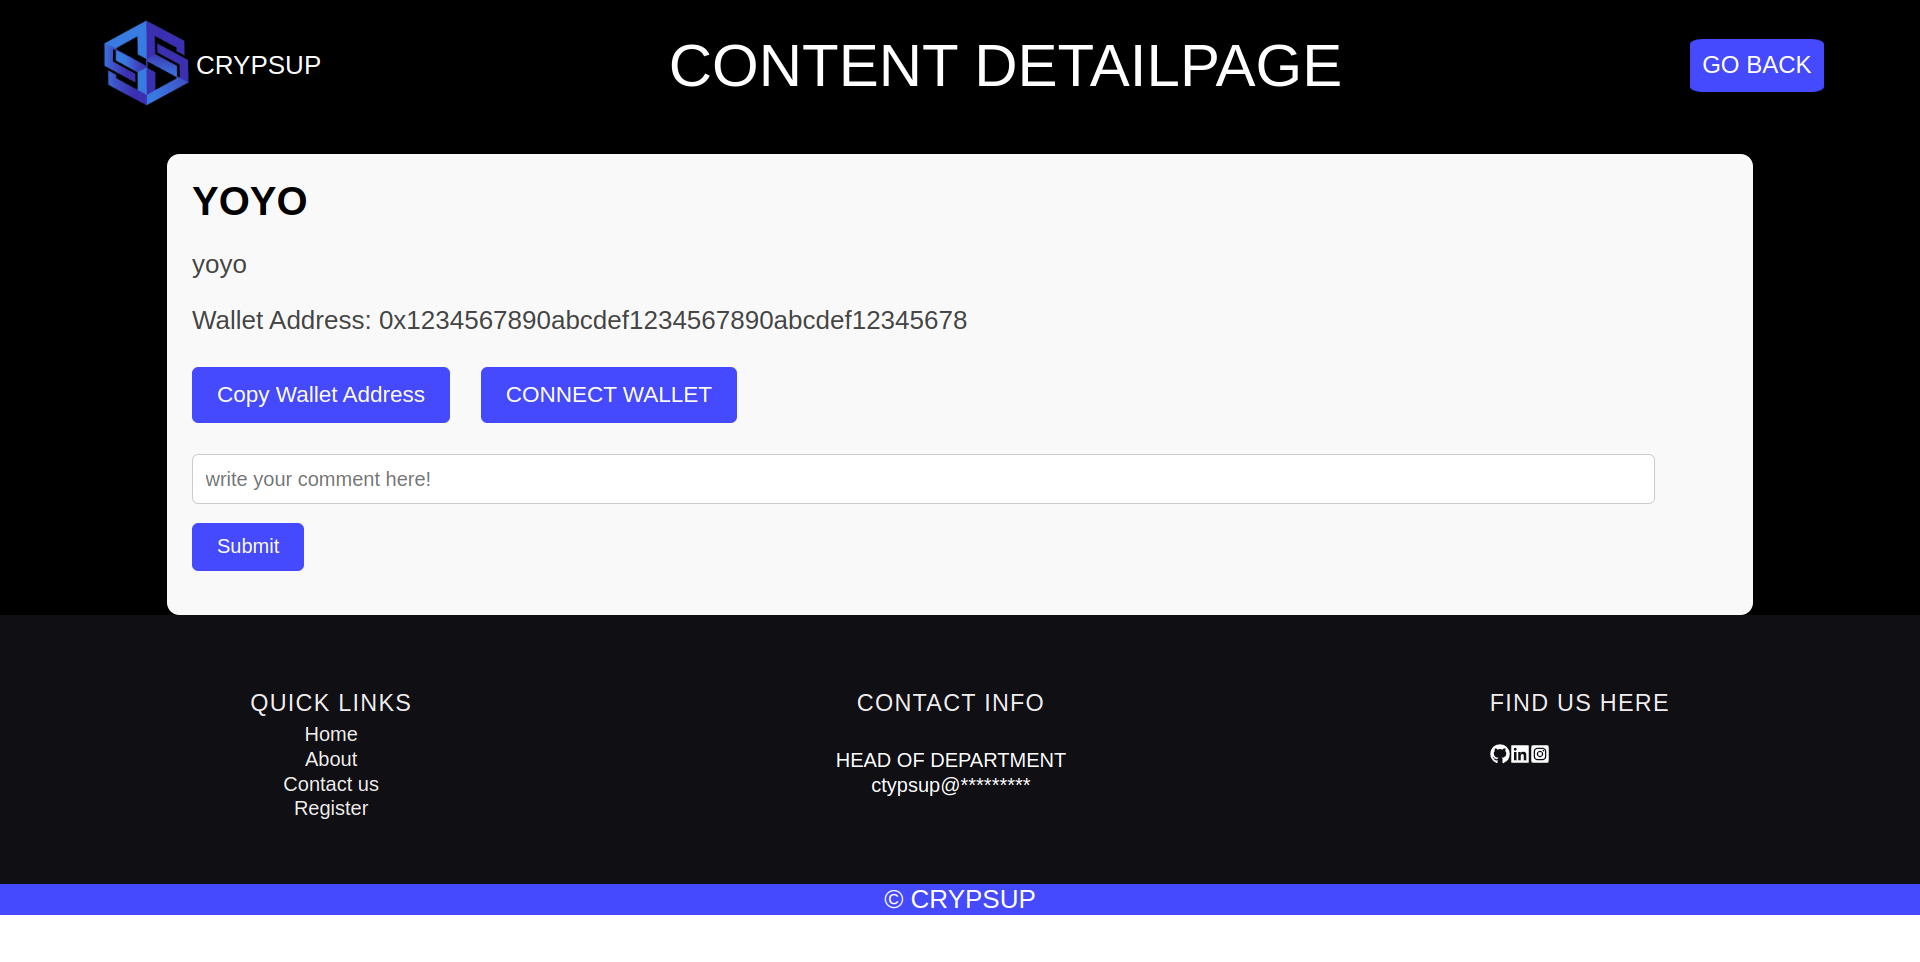 CRYPSUP
CONTENT DETAILPAGE
GO BACK
YOYO
yoyo
Wallet Address: 0x1234567890abcdef1234567890abcdef12345678
Copy Wallet Address
CONNECT WALLET
write your comment here!
Submit
QUICK LINKS
Home
About
Contact us
Register
CONTACT INFO
HEAD OF DEPARTMENT
ctypsup@*********
FIND US HERE
© CRYPSUP